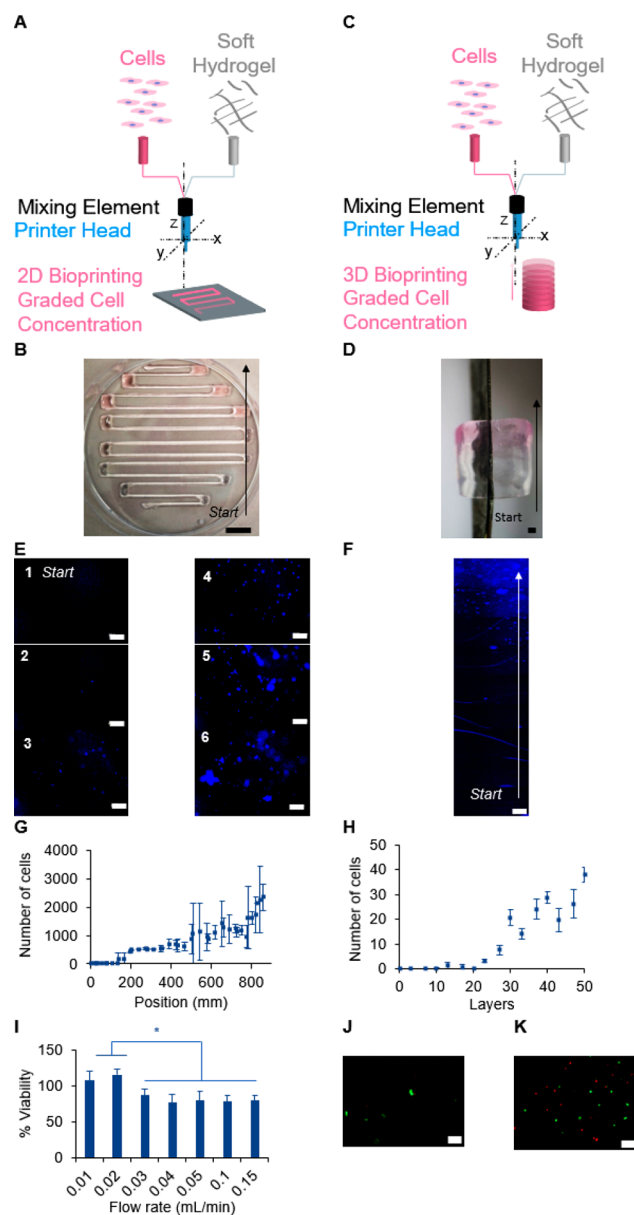 A
Cells
Soft
Hydrogel
Mixing Element
Printer Head
z
x
y
2D Bioprinting
Graded Cell
Concentration
C
Cells
Soft
Hydrogel
Mixing Element
Printer Head
z
x
y
3D Bioprinting
Graded Cell
Concentration
B
Start
D
Start
E
1 Start
2
3
4
5
6
F
Start
G
Number of cells
4000
3000
2000
1000
0
0 200 400 600 800
Position (mm)
H
Number of cells
50
40
30
20
10
0
0 10 20 30 40 50
Layers
I
% Viability
150
100
50
0
*
0.01 0.02 0.03 0.04 0.05 0.1 0.15
Flow rate (mL/min)
J
K